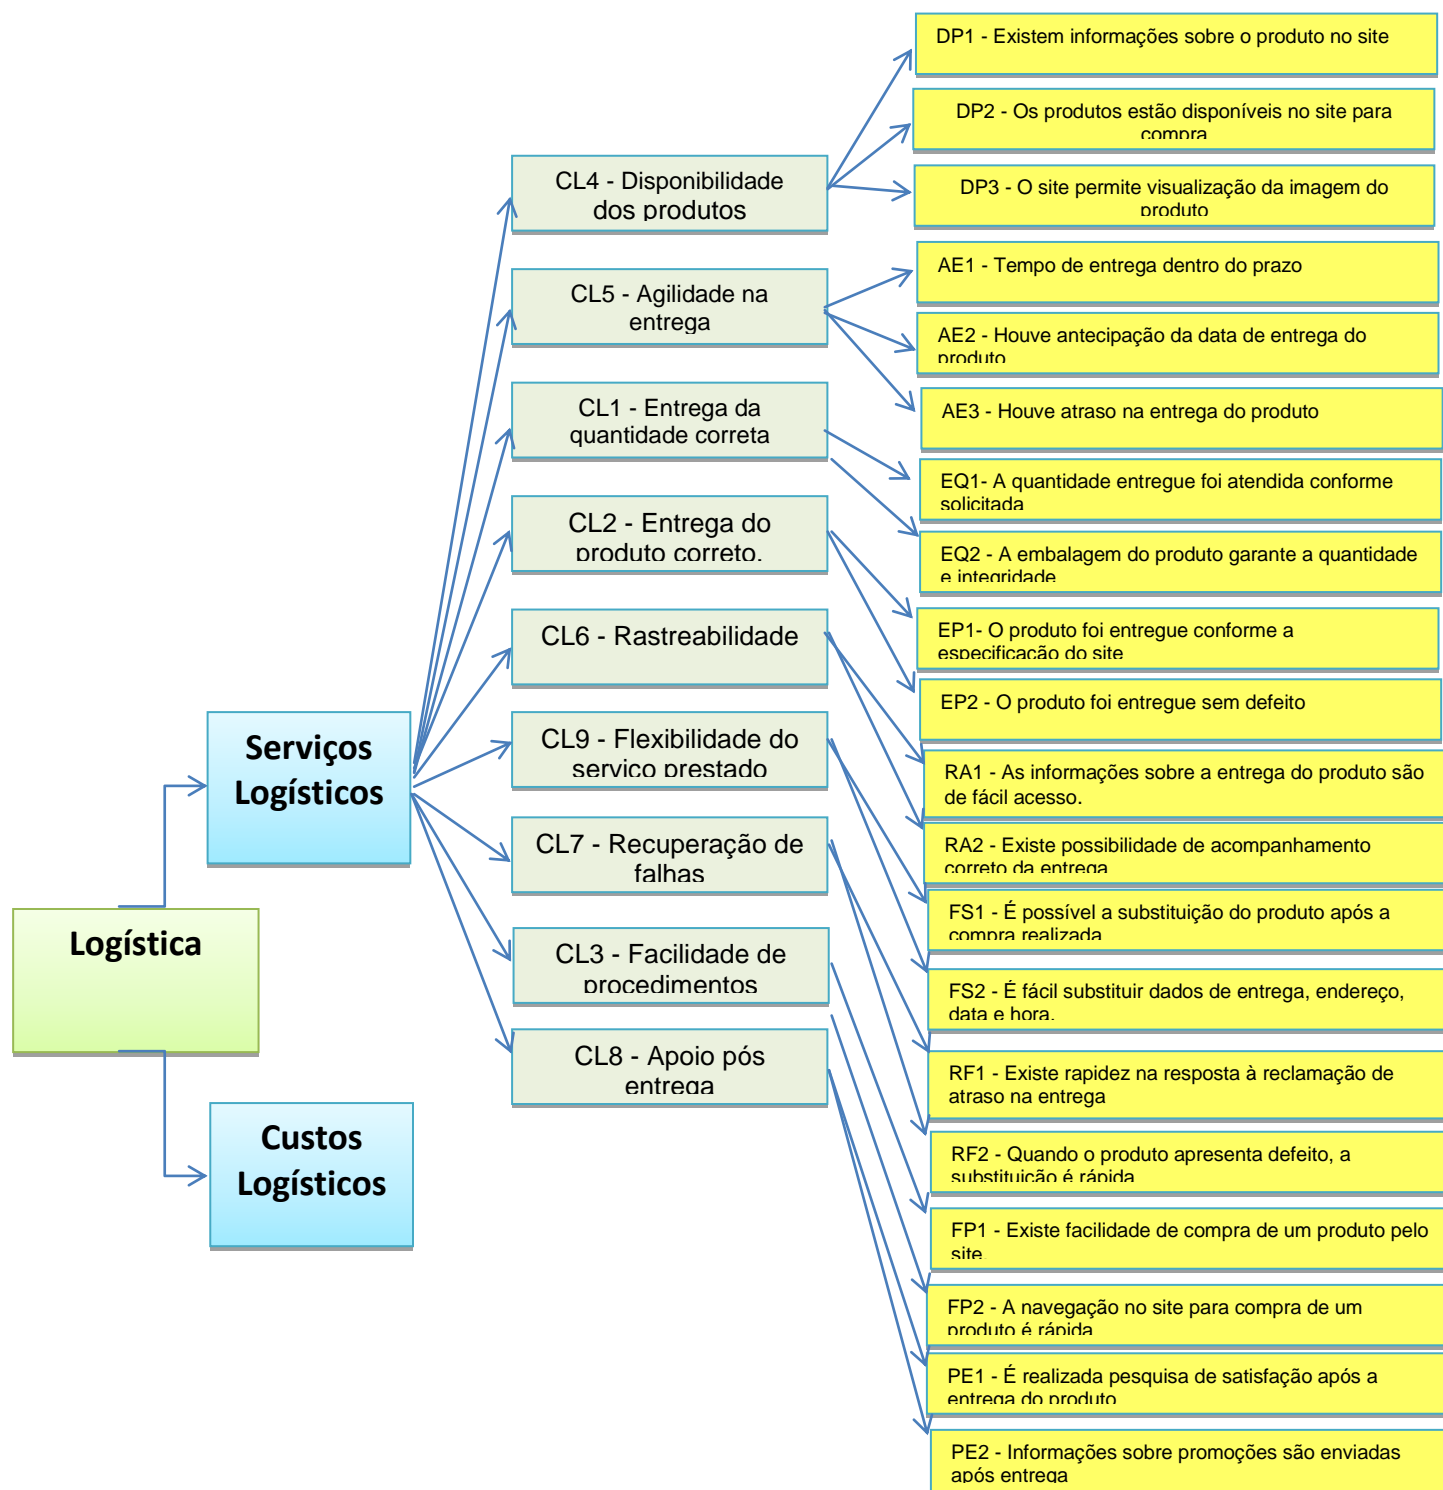 Logística
Serviços
Logísticos
Custos
Logísticos
CL4 - Disponibilidade
dos produtos
CL5 - Agilidade na
entrega
CL1 - Entrega da
quantidade correta
CL2 - Entrega do
produto correto.
CL6 - Rastreabilidade
CL9 - Flexibilidade do
serviço prestado
CL7 - Recuperação de
falhas
CL3 - Facilidade de
procedimentos
CL8 - Apoio pós
entrega
DP1 - Existem informações sobre o produto no site
DP2 - Os produtos estão disponíveis no site para
compra
DP3 - O site permite visualização da imagem do
produto
AE1 - Tempo de entrega dentro do prazo
AE2 - Houve antecipação da data de entrega do
produto
AE3 - Houve atraso na entrega do produto
EQ1- A quantidade entregue foi atendida conforme
solicitada
EQ2 - A embalagem do produto garante a quantidade
e integridade
EP1- O produto foi entregue conforme a
especificação do site
EP2 - O produto foi entregue sem defeito
RA1 - As informações sobre a entrega do produto são
de fácil acesso.
RA2 - Existe possibilidade de acompanhamento
correto da entrega
FS1 - É possível a substituição do produto após a
compra realizada
FS2 - É fácil substituir dados de entrega, endereço,
data e hora.
RF1 - Existe rapidez na resposta à reclamação de
atraso na entrega
RF2 - Quando o produto apresenta defeito, a
substituição é rápida
FP1 - Existe facilidade de compra de um produto pelo
site.
FP2 - A navegação no site para compra de um
produto é rápida
PE1 - É realizada pesquisa de satisfação após a
entrega do produto
PE2 - Informações sobre promoções são enviadas
após entrega